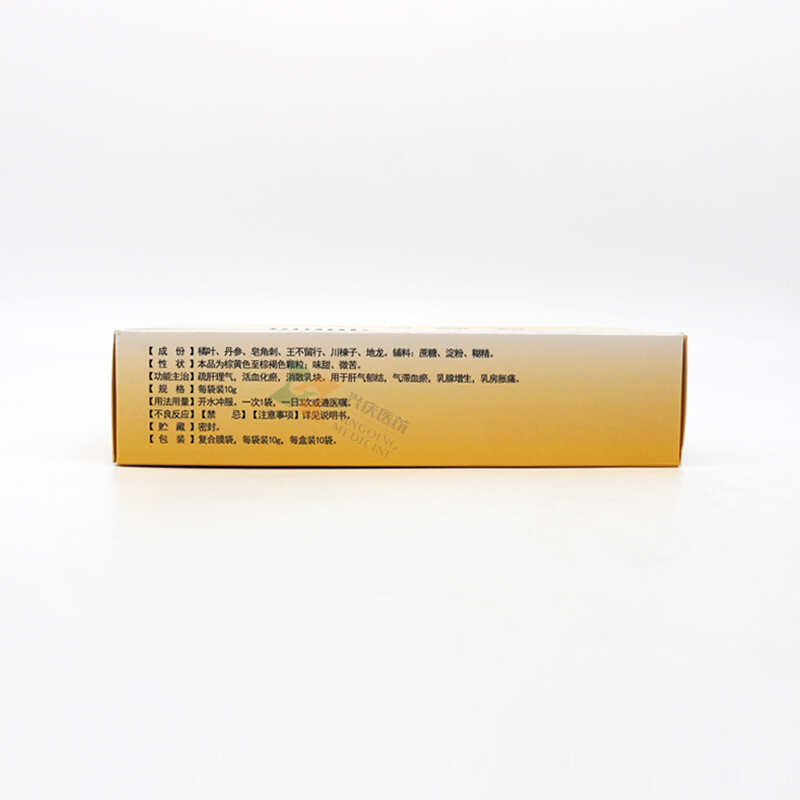 【成份】橘叶、丹参、皂角刺、王不留行、川楝子、地龙。辅料：蔗糖、淀粉、糊精。
【性状】本品为棕黄色至棕褐色颗粒；味甜、微苦。
【功能主治】疏肝理气，活血化瘀，消散乳块。用于肝气郁结，气滞血瘀，乳腺增生，乳房胀痛。
【规格】每袋装10g
【用法用量】开水冲服。一次1袋，一日3次或遵医嘱。
【不良反应】【禁忌】【注意事项】详见说明书。
【贮藏】密封。
【包装】复合膜袋，每袋装10g，每盒装10袋。
兴庆医馆
XINGQING
MEDICINE